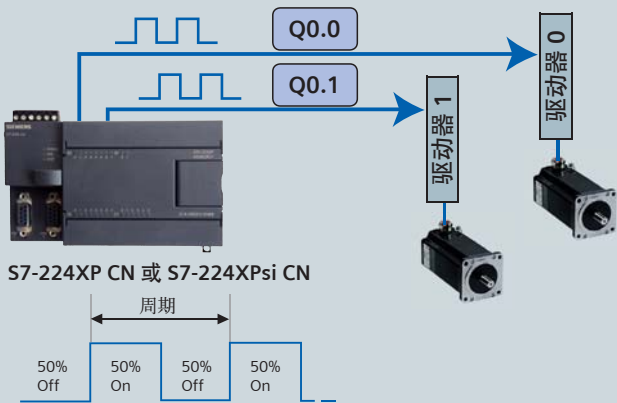 Q0.0
Q0.1
驱动器 0
驱动器 1
SIEMENS
S7-224XP CN 或 S7-224XPsi CN
周期
50% Off
50% On
50% Off
50% On